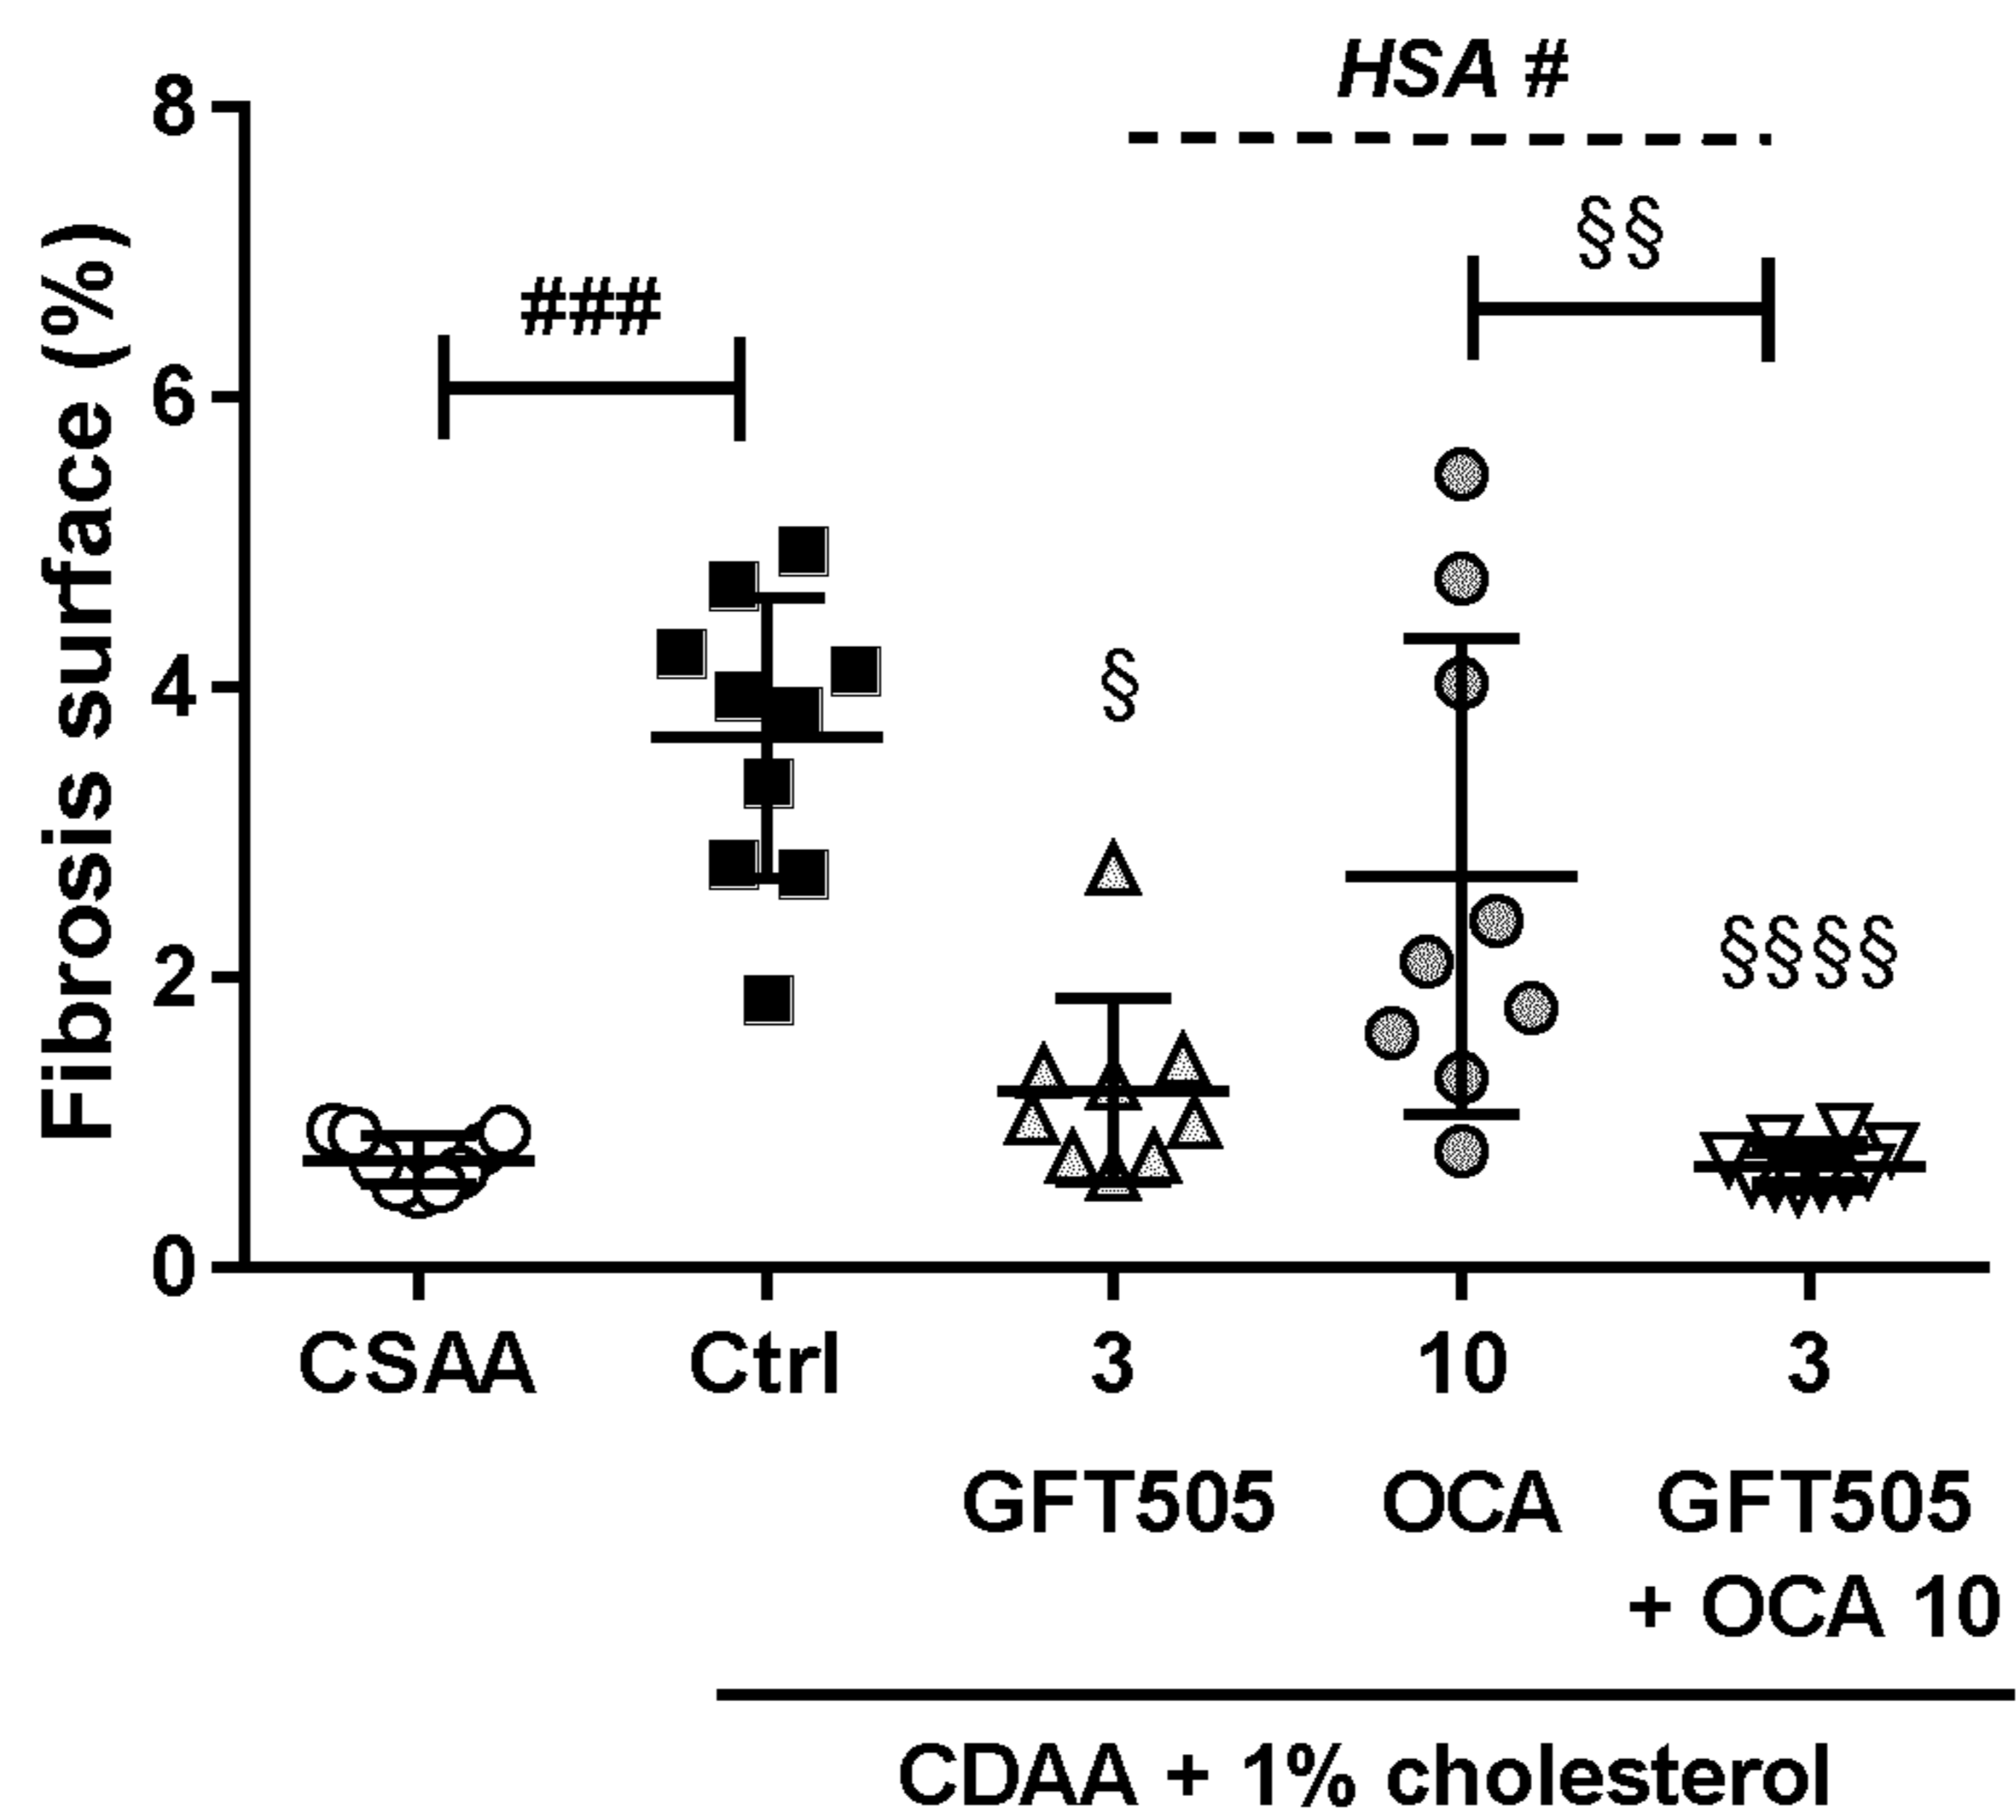 HSA #
§§
###
§
§§§§
Fibrosis surface (%)
8
6
4
2
0
CSAA Ctrl 3 10 3
GFT505 OCA GFT505
+ OCA 10
CDAA + 1% cholesterol